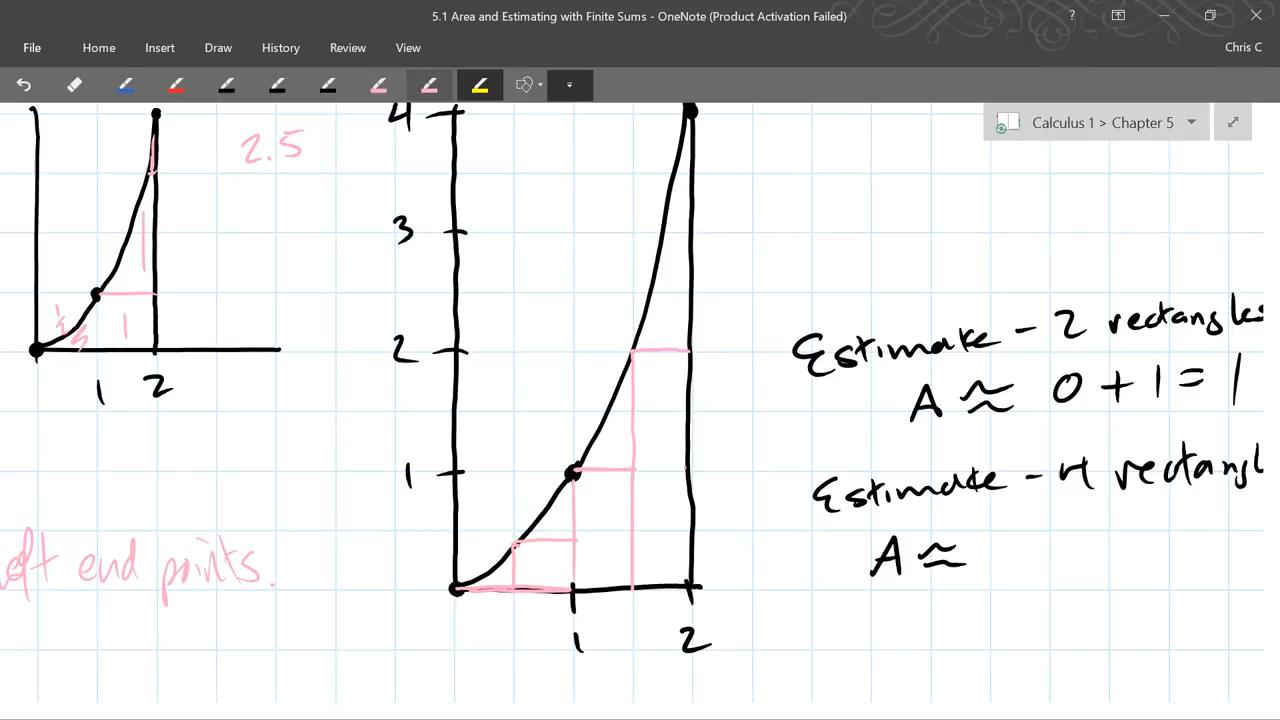 5.1 Area and Estimating with Finite Sums - OneNote (Product Activation Failed)
?
File Home Insert Draw History Review View
Chris C
Calculus 1 > Chapter 5
2.5
1
1 2
4
3
2
1
1 2
Estimate - 2 rectangles
A ≈ 0 + 1 = 1
Estimate - 4 rectangl
A ≈
left end points.